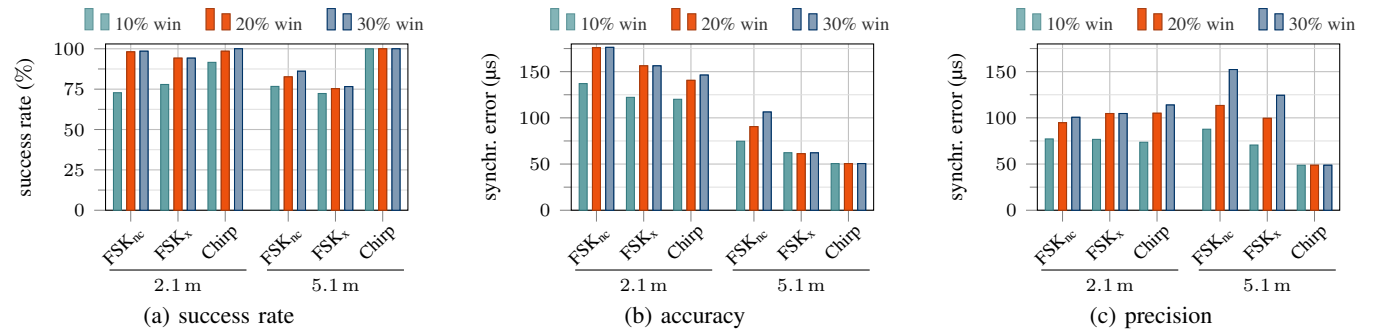 10% win 20% win 30% win
100
75
50
25
0
success rate (%)
FSKnc FSKx Chirp FSKnc FSKx Chirp
2.1 m 5.1 m
(a) success rate
10% win 20% win 30% win
150
100
50
0
synchr. error (µs)
FSKnc FSKx Chirp FSKnc FSKx Chirp
2.1 m 5.1 m
(b) accuracy
10% win 20% win 30% win
150
100
50
0
synchr. error (µs)
FSKnc FSKx Chirp FSKnc FSKx Chirp
2.1 m 5.1 m
(c) precision